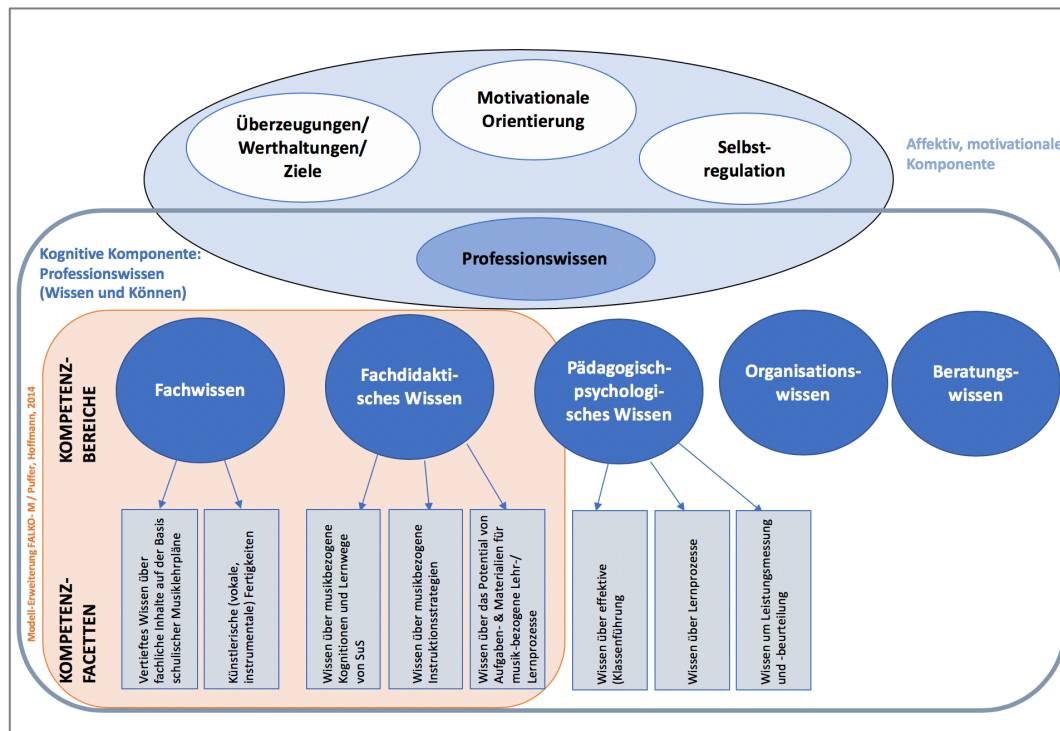 Motivationale
Orientierung
Überzeugungen/
Werthaltungen/
Ziele
Selbst-
regulation
Affektiv, motivationale
Komponente
Professionswissen
Kognitive Komponente:
Professionswissen
(Wissen und Können)
Modell-Erweiterung FALKO- M / Puffer, Hoffmann, 2014
KOMPETENZ-
BEREICHE
Fachwissen
Fachdidakti-
sches Wissen
Pädagogisch-
psychologi-
sches Wissen
Organisations-
wissen
Beratungs-
wissen
KOMPETENZ-
FACETTEN
Vertieftes Wissen über
fachliche Inhalte auf der Basis
schulischer Musiklehrpläne
Künstlerische (vokale,
instrumentale) Fertigkeiten
Wissen über musikbezogene
Kognitionen und Lernwege
von SuS
Wissen über musikbezogene
Instruktionsstrategien
Wissen über das Potential von
Aufgaben- & Materialien für
musik-bezogene Lehr-/
Lernprozesse
Wissen über effektive
(Klassenführung
Wissen über Lernprozesse
Wissen um Leistungsmessung
und -beurteilung